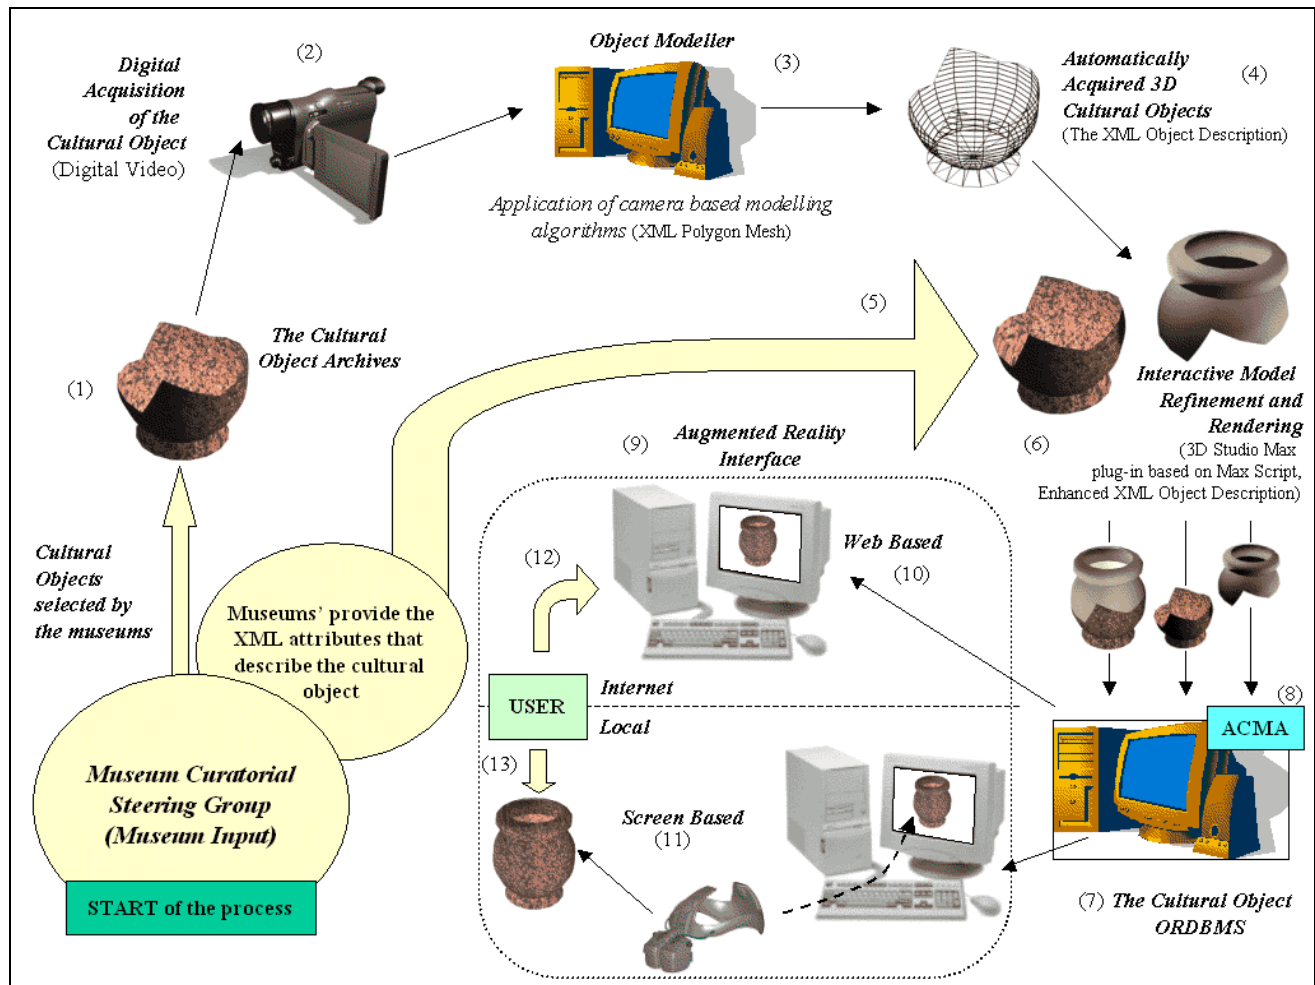 (2)
Digital
Acquisition
of the
Cultural Object
(Digital Video)
Object Modeller
(3)
Application of camera based modelling
algorithms (XML Polygon Mesh)
Automatically
Acquired 3D
Cultural Objects
(The XML Object Description)
(4)
(1)
The Cultural
Object Archives
(5)
Interactive Model
Refinement and
Rendering
(3D Studio Max
plug-in based on Max Script,
Enhanced XML Object Description)
(6)
Cultural
Objects
selected by
the museums
Museums' provide the
XML attributes that
describe the cultural
object
Museum Curatorial
Steering Group
(Museum Input)
START of the process
(9)
Augmented Reality
Interface
(12)
Web Based
(10)
USER
Internet
Local
(13)
Screen Based
(11)
(8)
ACMA
(7) The Cultural Object
ORDBMS